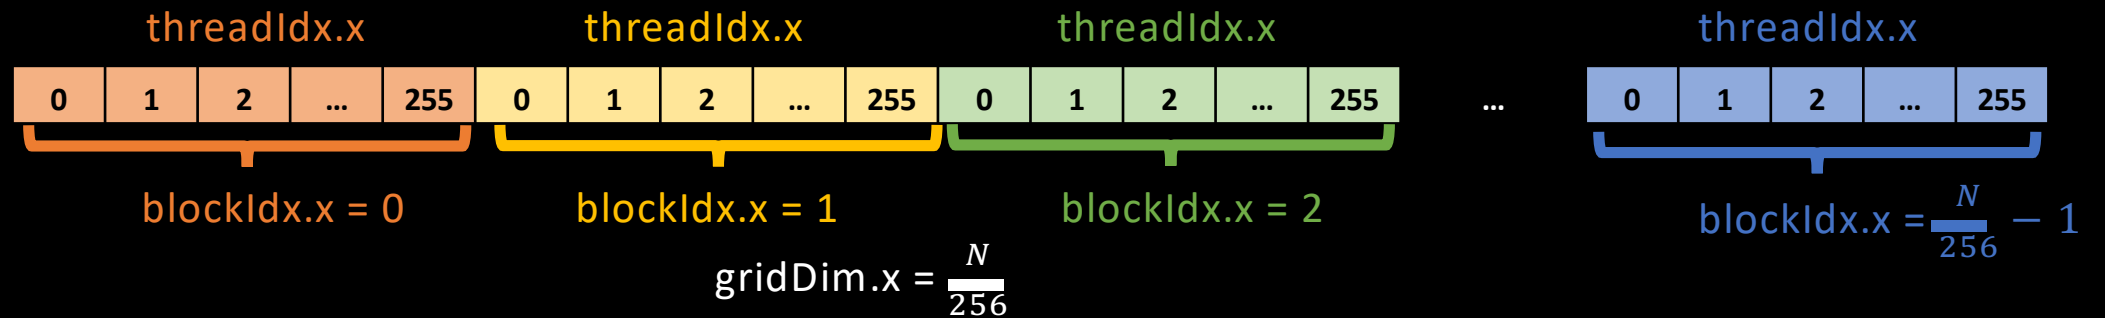 threadIdx.x threadIdx.x threadIdx.x threadIdx.x
0 1 2 ... 255 0 1 2 ... 255 0 1 2 ... 255 ... 0 1 2 ... 255
blockIdx.x = 0 blockIdx.x = 1 blockIdx.x = 2 blockIdx.x = N/256 − 1
gridDim.x = N/256